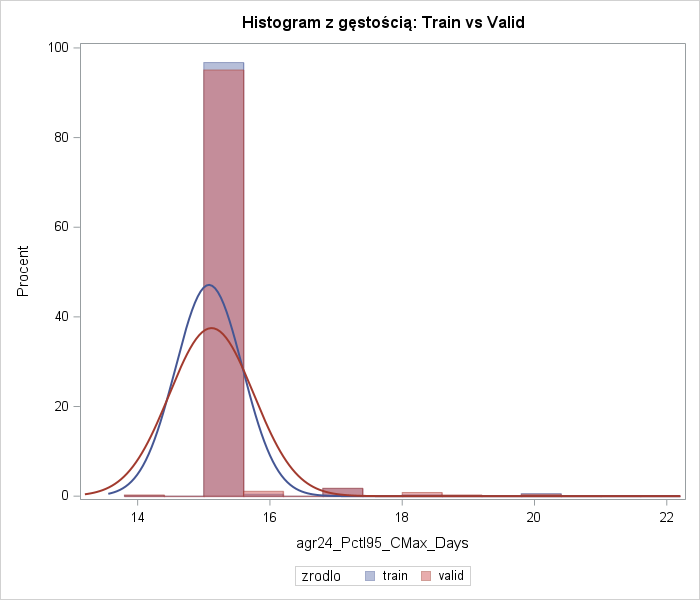 Histogram z gęstością: Train vs Valid
100
80
60
40
20
0
Procent
14 16 18 20 22
agr24_Pctl95_CMax_Days
zrodlo train valid